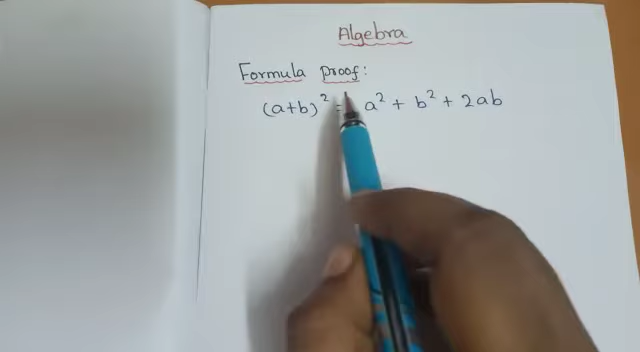 Algebra
Formula proof:
(a+b)² = a² + b² + 2ab